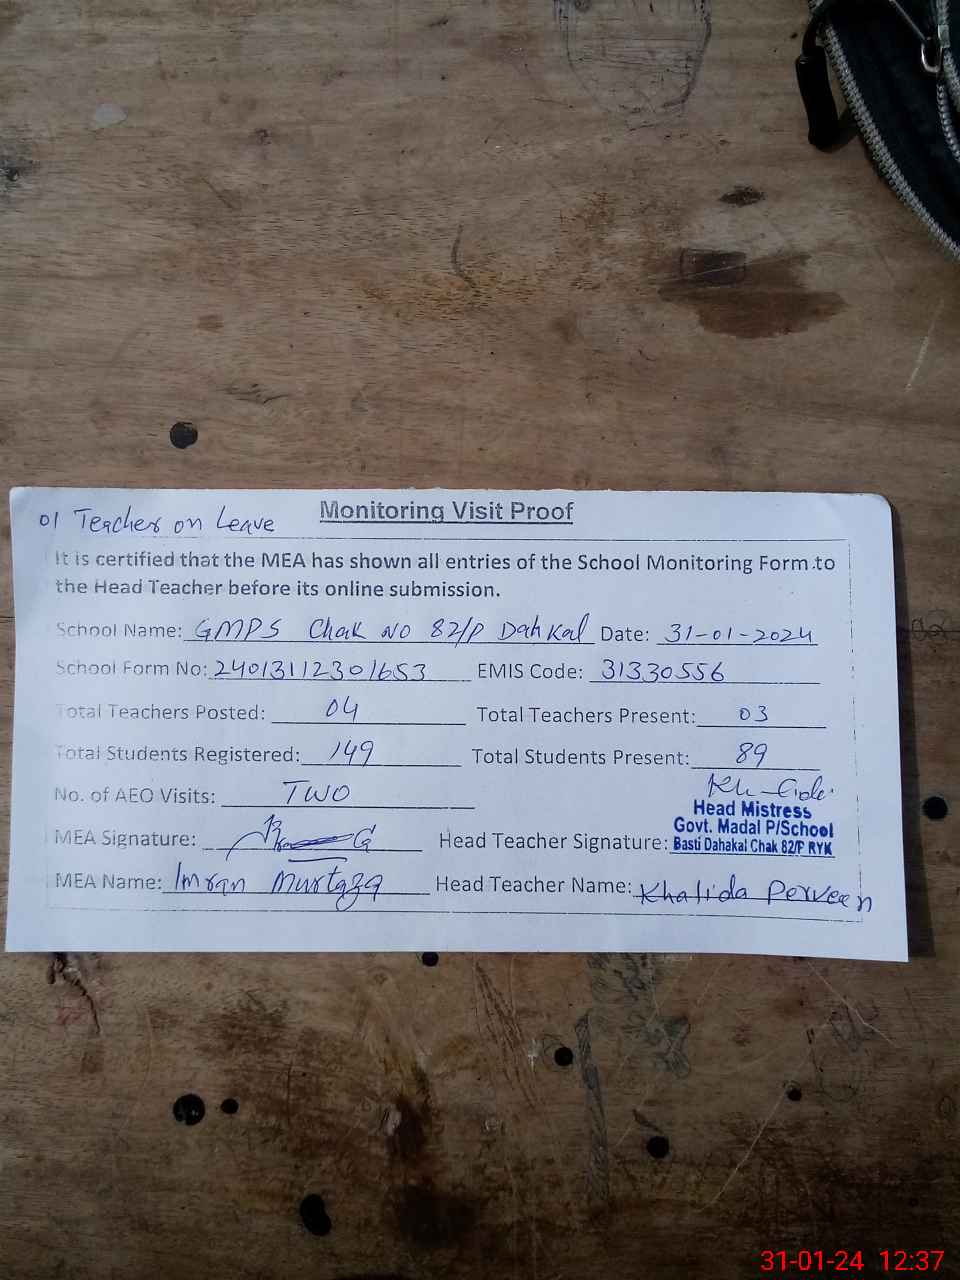 01 Teacher on Leave
Monitoring Visit Proof
It is certified that the MEA has shown all entries of the School Monitoring Form to
the Head Teacher before its online submission.
School Name: GMPS Chak NO 82/P Dahkal Date: 31-01-2024
School Form No: 24013112301653 EMIS Code: 31330556
Total Teachers Posted: 04 Total Teachers Present: 03
Total Students Registered: 149 Total Students Present: 89
No. of AEO Visits: TWO
Head Mistress
Govt. Madal P/School
Basti Dahakal Chak 82/P RYK
MEA Signature: Head Teacher Signature:
MEA Name: Imran Murtaza Head Teacher Name: Khalida Perveen
31-01-24 12:37